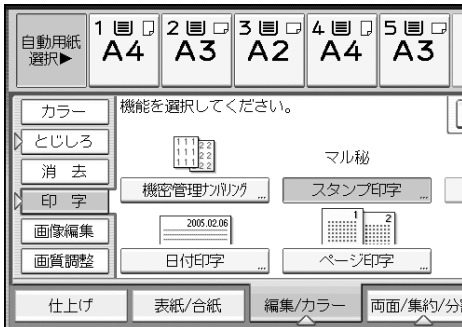 自動用紙
選択▶
1 2 3 4 5
A4 A3 A2 A4 A3
カラー
機能を選択してください。
とじしろ
消 去
マル秘
機密管理ナンバリング
スタンプ印字
印 字
画像編集
2005.02.06
1 2
画質調整
日付印字
ページ印字
仕上げ
表紙/合紙
編集/カラー
両面/集約/分